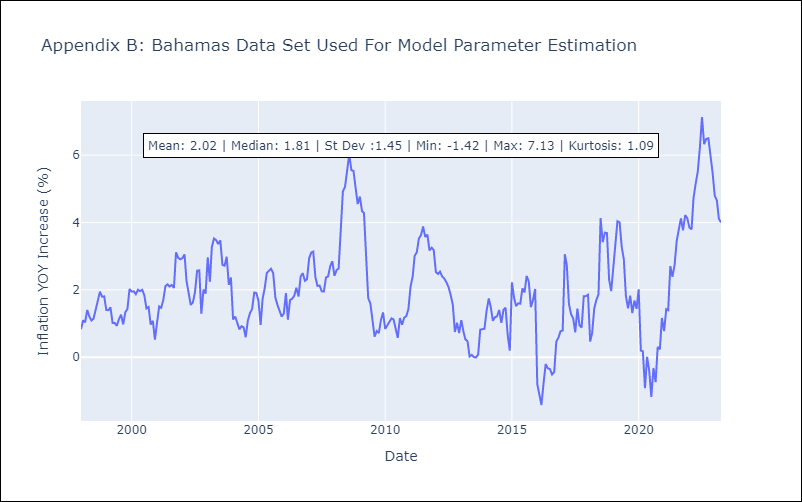 Appendix B: Bahamas Data Set Used For Model Parameter Estimation
Mean: 2.02 | Median: 1.81 | St Dev :1.45 | Min: -1.42 | Max: 7.13 | Kurtosis: 1.09
Inflation YOY Increase (%)
6
4
2
0
2000
2005
2010
2015
2020
Date